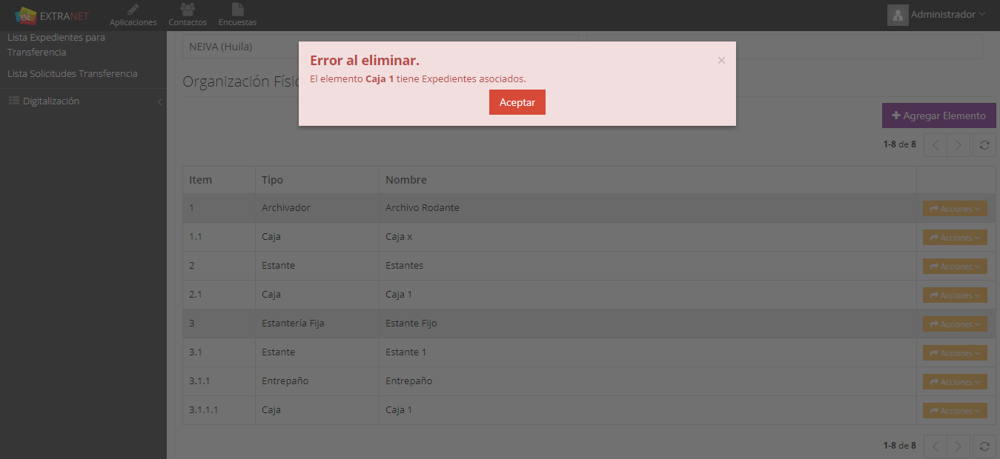 et EXTRANET
Aplicaciones
Contactos
Encuestas
Administrador
Lista Expedientes para
Transferencia
Lista Solicitudes Transferencia
Digitalización
NEIVA (Huila)
Organización Físic
Error al eliminar.
×
El elemento Caja 1 tiene Expedientes asociados.
Aceptar
Agregar Elemento
1-8 de 8
Item Tipo Nombre
1 Archivador Archivo Rodante Acciones
1.1 Caja Caja x Acciones
2 Estante Estantes Acciones
2.1 Caja Caja 1 Acciones
3 Estantería Fija Estante Fijo Acciones
3.1 Estante Estante 1 Acciones
3.1.1 Entrepaño Entrepaño Acciones
3.1.1.1 Caja Caja 1 Acciones
1-8 de 8